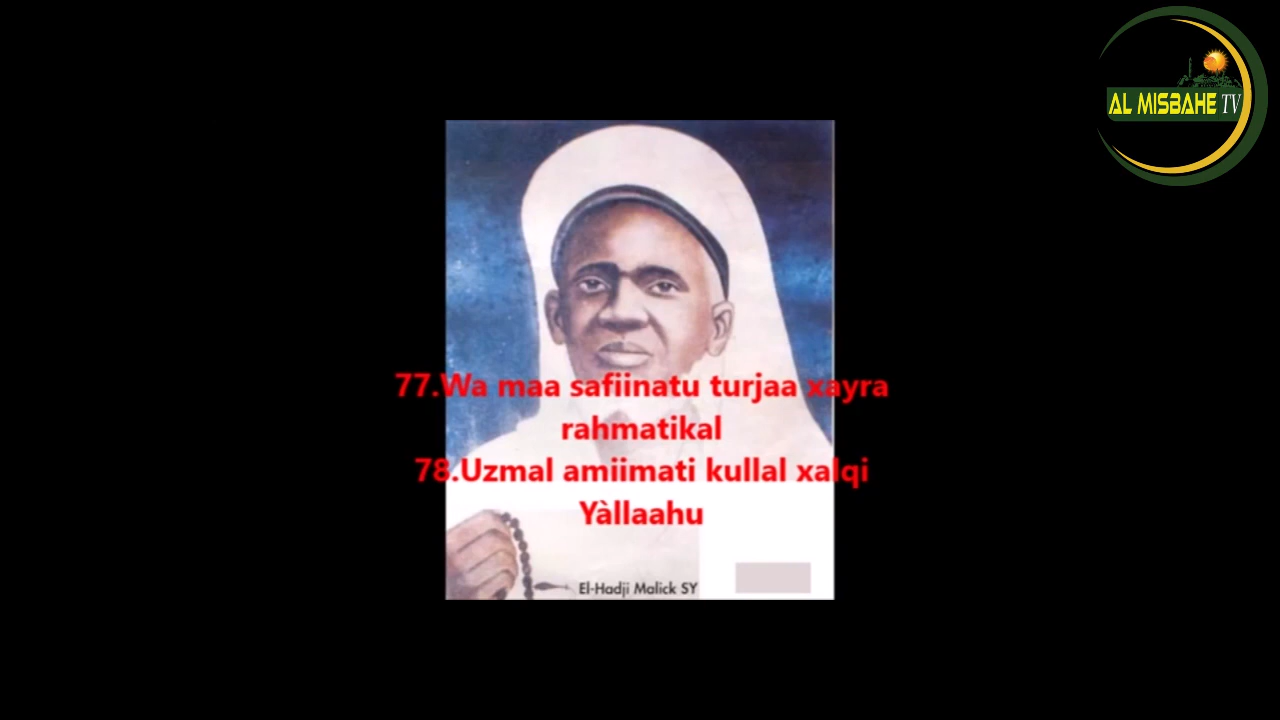 AL MISBAHE TV
77.Wa maa safiinatu turjaa xayra
rahmatikal
78.Uzmal amiimati kullal xalqi
Yàllaahu
El-Hadji Malick SY